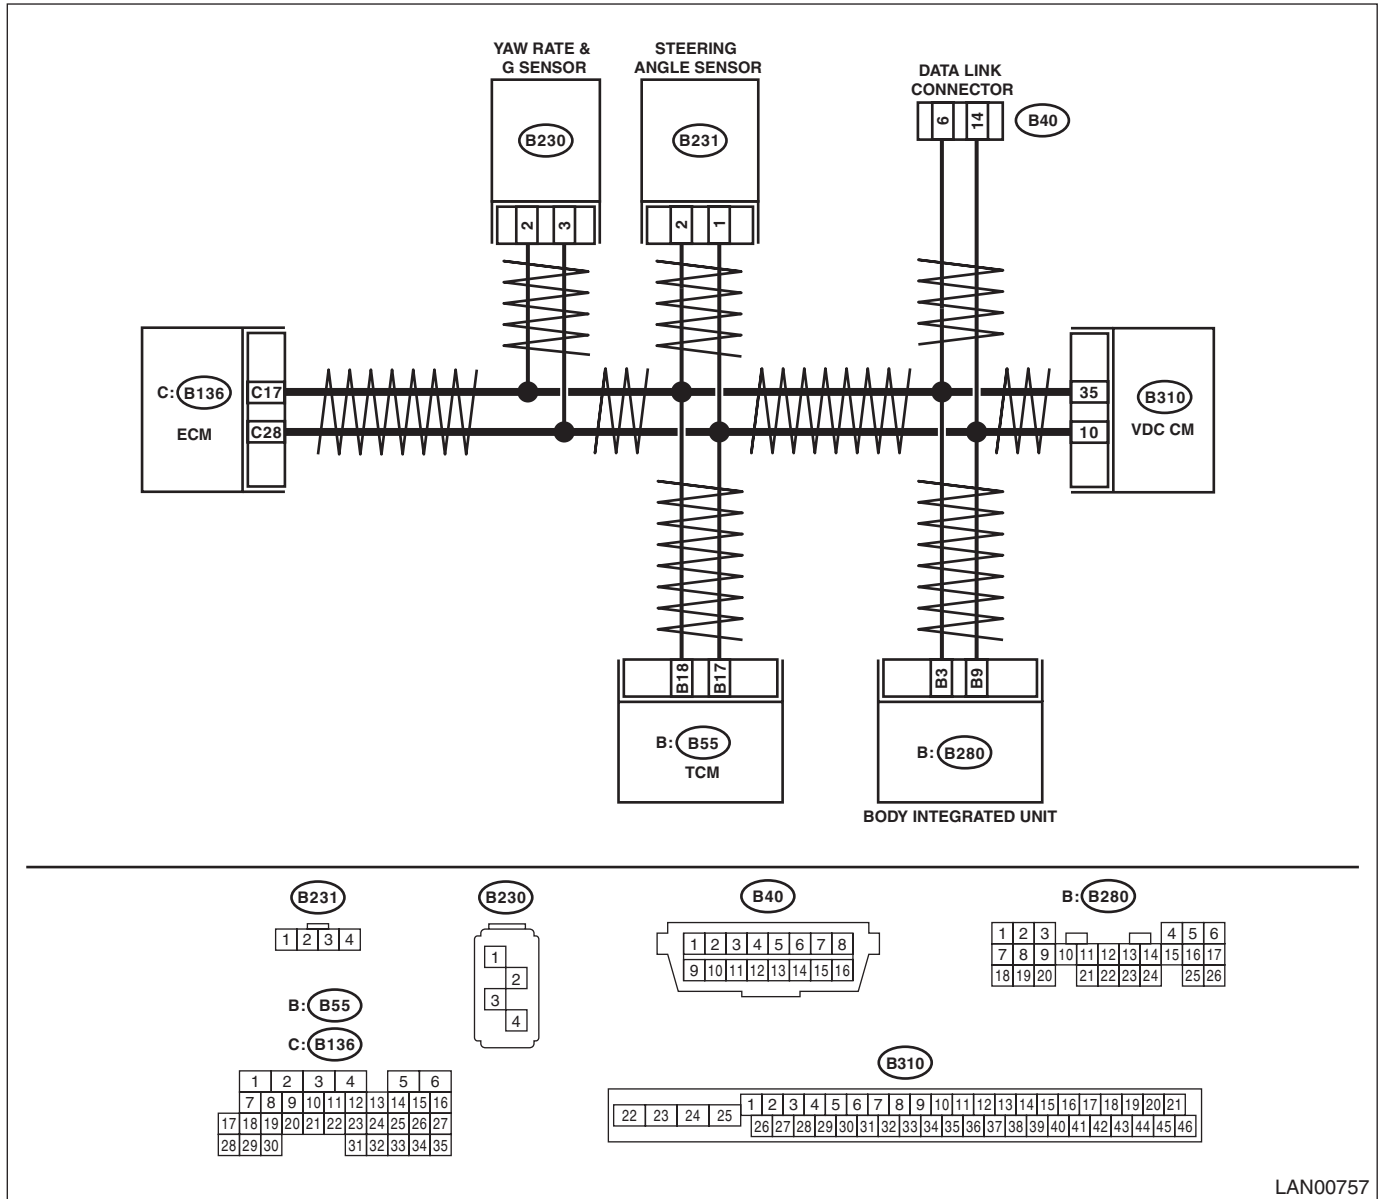 YAW RATE &
G SENSOR
STEERING
ANGLE SENSOR
DATA LINK
CONNECTOR
B230
B231
6 14
B40
2 3
2 1
C: B136
ECM
C17
C28
35
10
B310
VDC CM
B18 B17
B3 B9
B: B55
TCM
B: B280
BODY INTEGRATED UNIT
B231
1 2 3 4
B230
1
2
3
4
B40
1 2 3 4 5 6 7 8
9 10 11 12 13 14 15 16
B: B280
1 2 3 4 5 6
7 8 9 10 11 12 13 14 15 16 17
18 19 20 21 22 23 24 25 26
B: B55
C: B136
1 2 3 4 5 6
7 8 9 10 11 12 13 14 15 16
17 18 19 20 21 22 23 24 25 26 27
28 29 30 31 32 33 34 35
B310
22 23 24 25
1 2 3 4 5 6 7 8 9 10 11 12 13 14 15 16 17 18 19 20 21
26 27 28 29 30 31 32 33 34 35 36 37 38 39 40 41 42 43 44 45 46
LAN00757